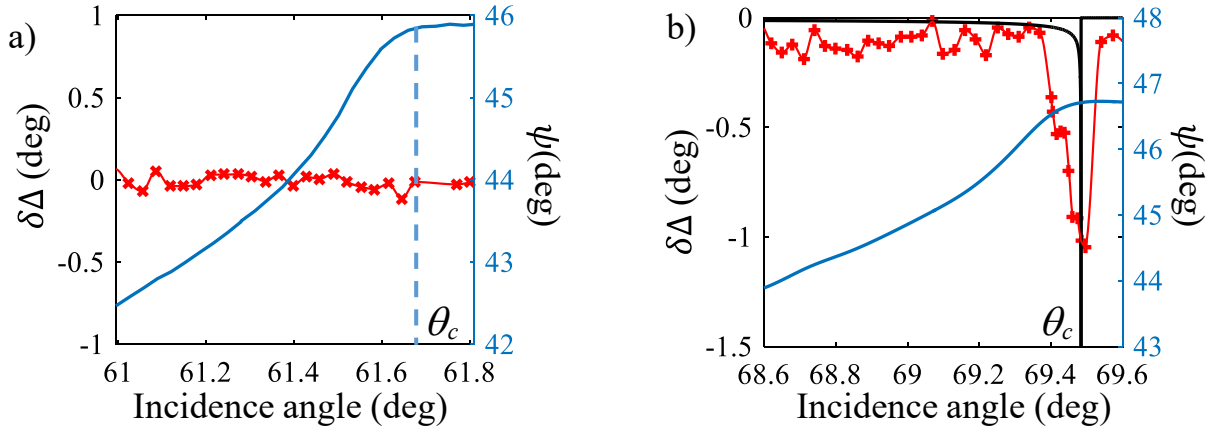 a)
1
0.5
0
-0.5
-1
δΔ (deg)
46
45
44
43
42
ψ(deg)
θc
61 61.2 61.4 61.6 61.8
Incidence angle (deg)
b)
0
-0.5
-1
-1.5
δΔ (deg)
48
47
46
45
44
43
ψ(deg)
θc
68.6 68.8 69 69.2 69.4 69.6
Incidence angle (deg)